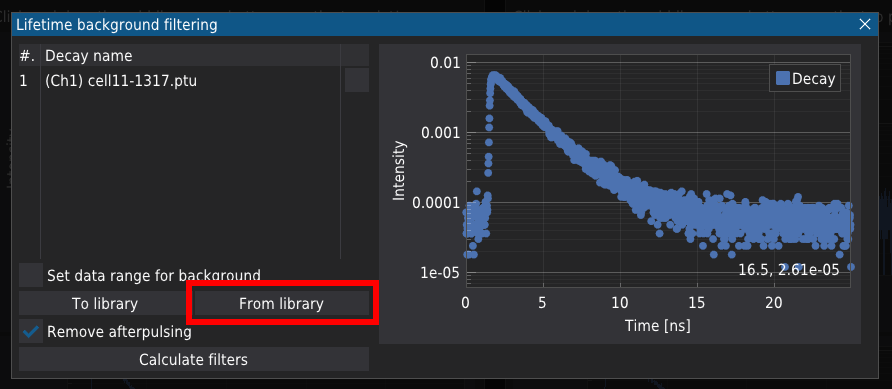 Lifetime background filtering
#. Decay name
1 (Ch1) cell11-1317.ptu
Set data range for background
To library
From library
Remove afterpulsing
Calculate filters
0.01
0.001
0.0001
1e-05
Intensity
Decay
16.5, 2.61e-05
0 5 10 15 20
Time [ns]